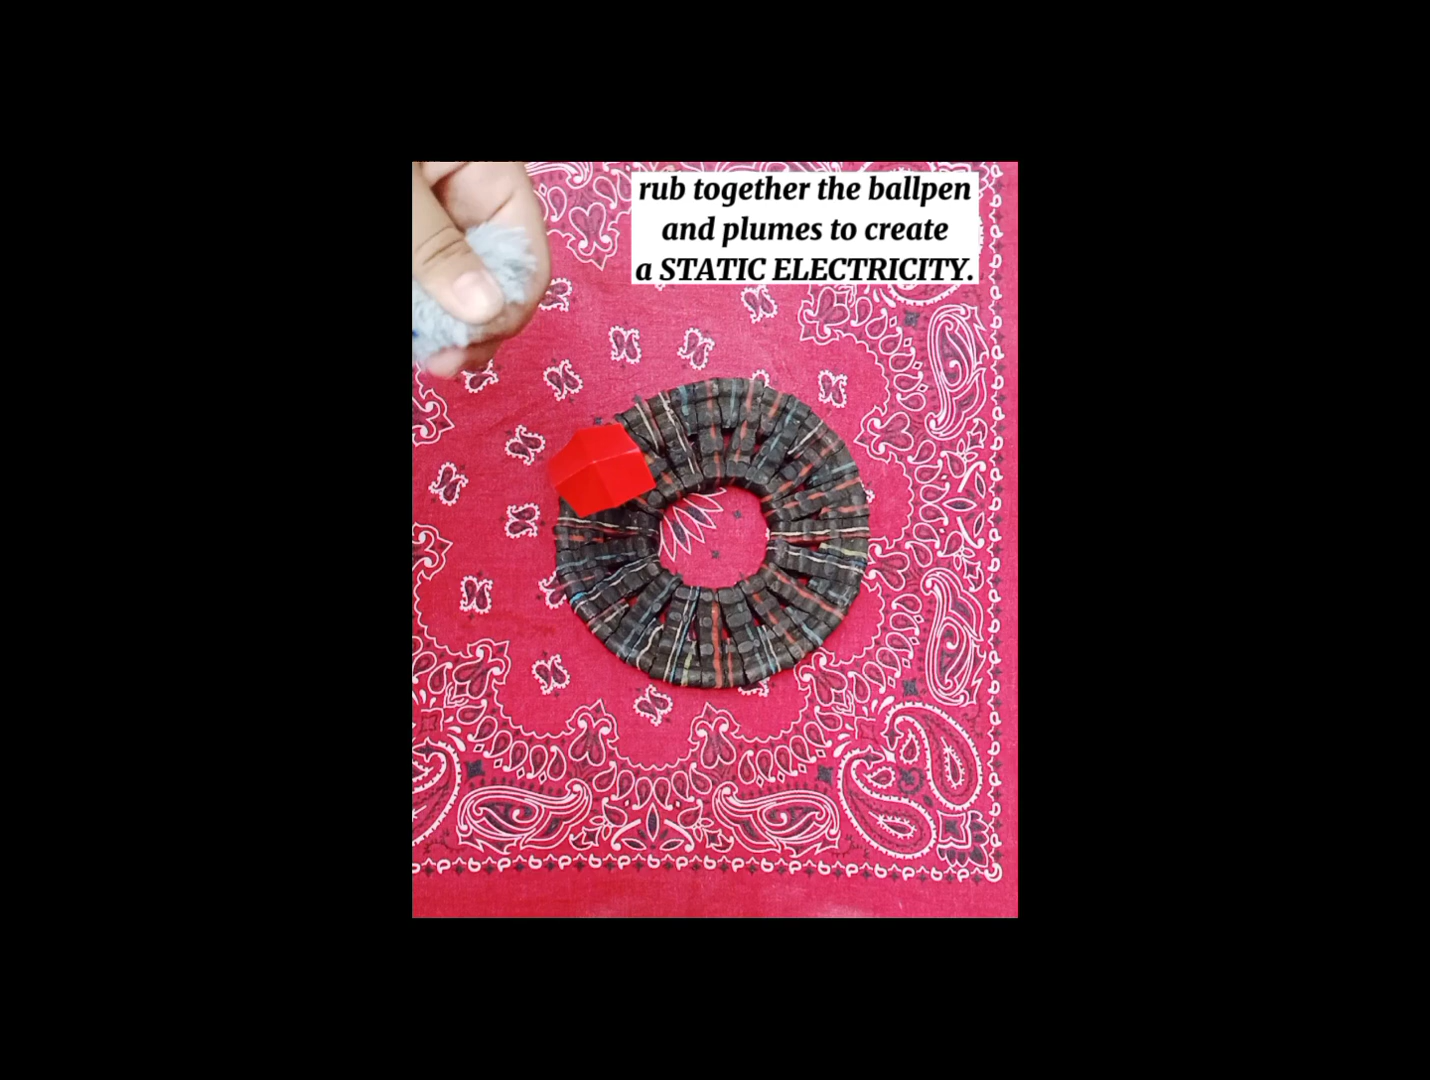 rub together the ballpen
and plumes to create
a STATIC ELECTRICITY.